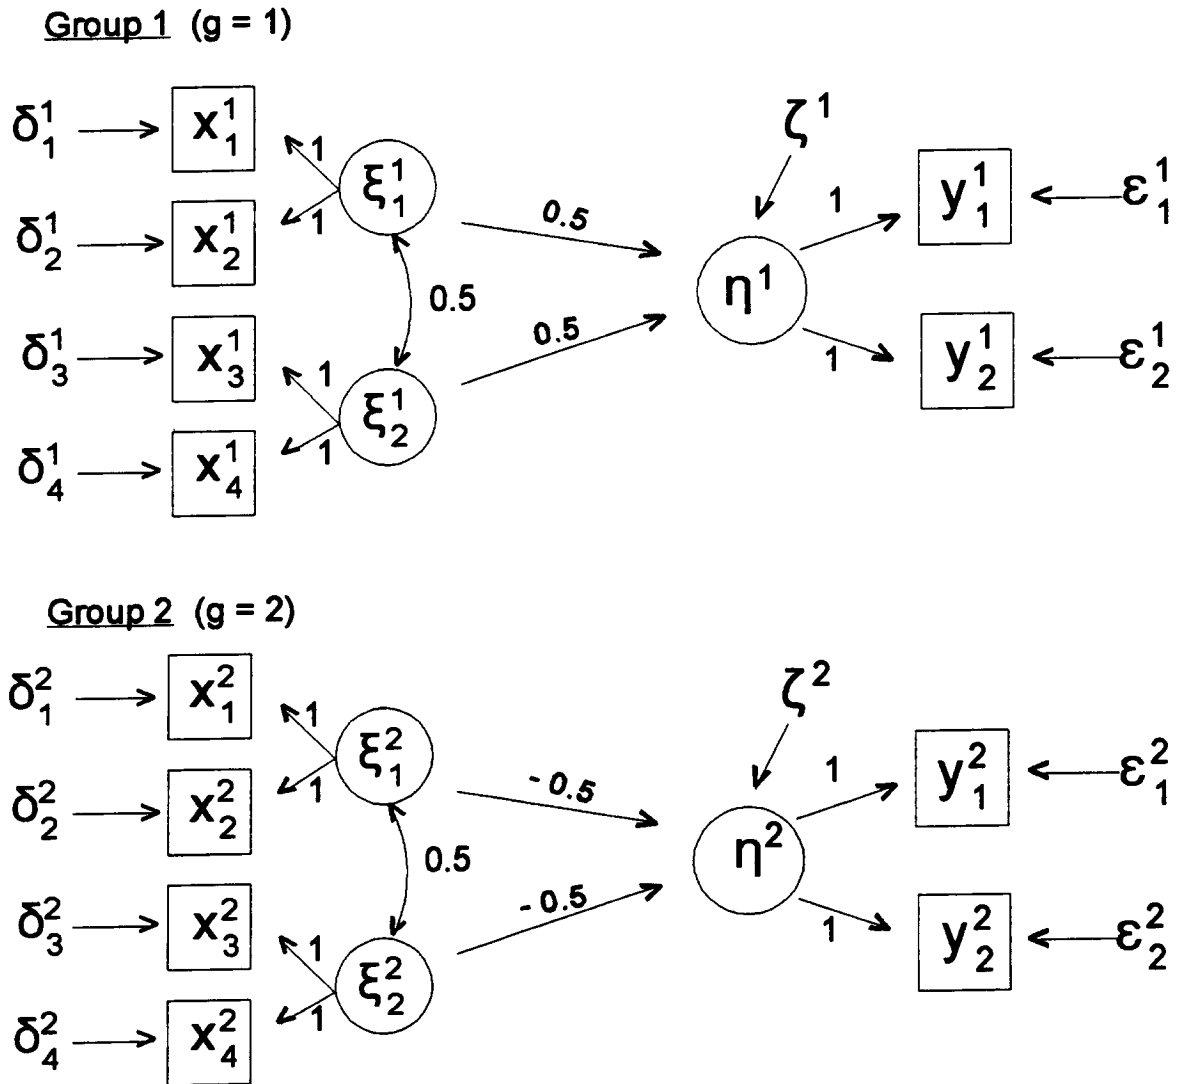 Group 1 (g = 1)
δ₁¹
x₁¹
1
ξ₁¹
ζ¹
y₁¹
ε₁¹
δ₂¹
x₂¹
1
0.5
1
0.5
η¹
δ₃¹
x₃¹
1
0.5
1
y₂¹
ε₂¹
ξ₂¹
1
δ₄¹
x₄¹
Group 2 (g = 2)
δ₁²
x₁²
1
ξ₁²
ζ²
y₁²
ε₁²
δ₂²
x₂²
1
- 0.5
1
0.5
η²
δ₃²
x₃²
1
- 0.5
1
y₂²
ε₂²
ξ₂²
1
δ₄²
x₄²